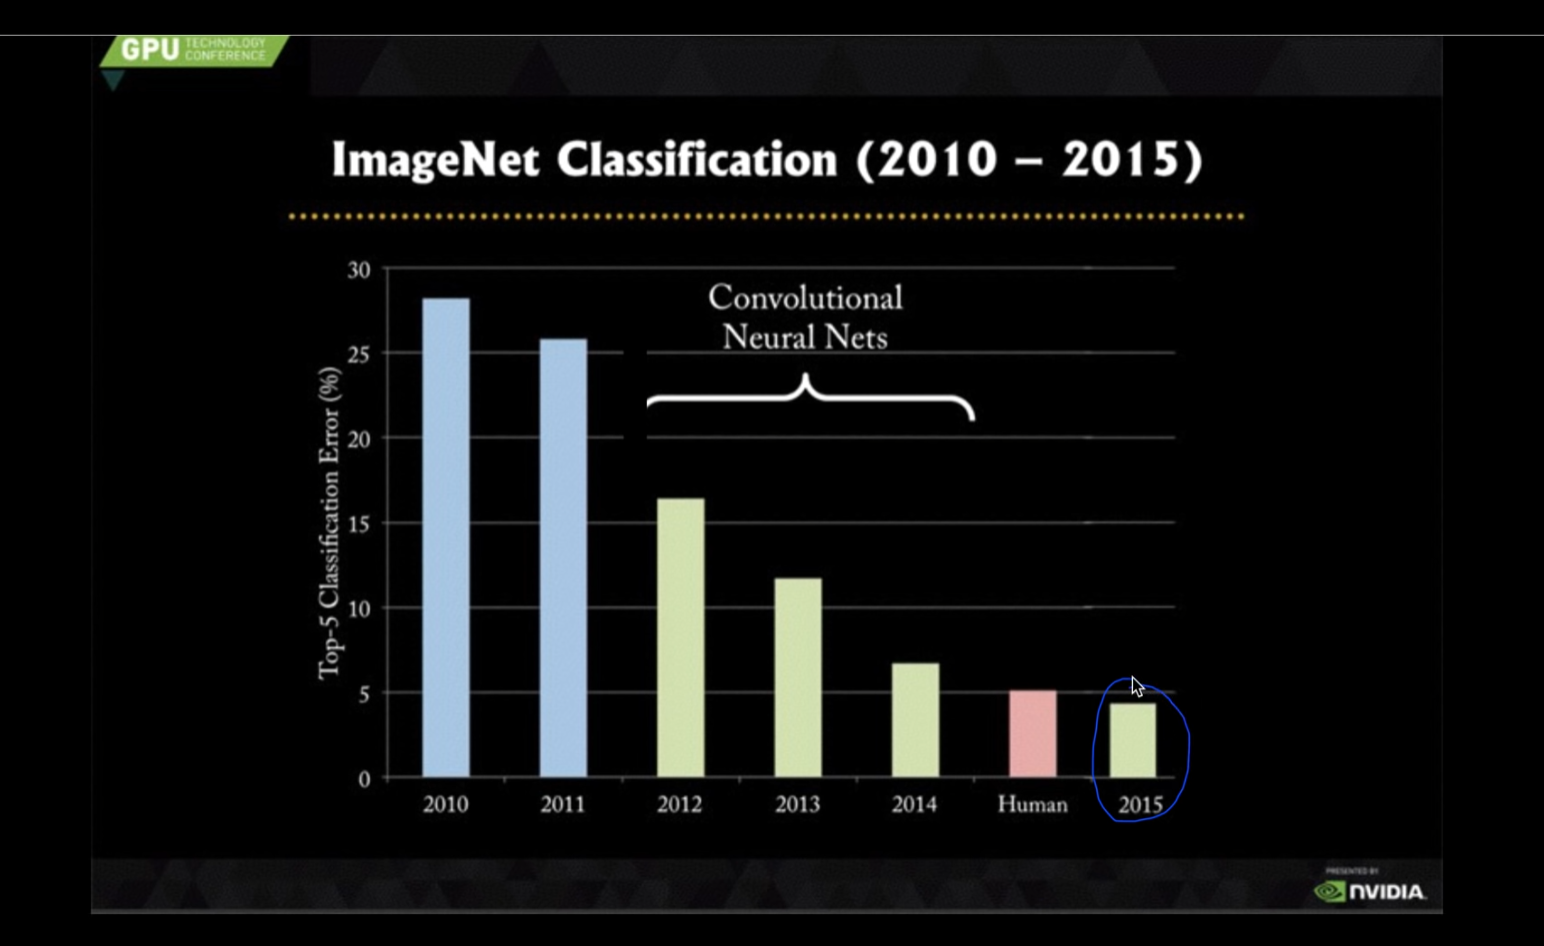 GPU TECHNOLOGY
CONFERENCE
ImageNet Classification (2010 – 2015)
Convolutional
Neural Nets
Top-5 Classification Error (%)
30
25
20
15
10
5
0
2010 2011 2012 2013 2014 Human 2015
PRESENTED BY
NVIDIA.